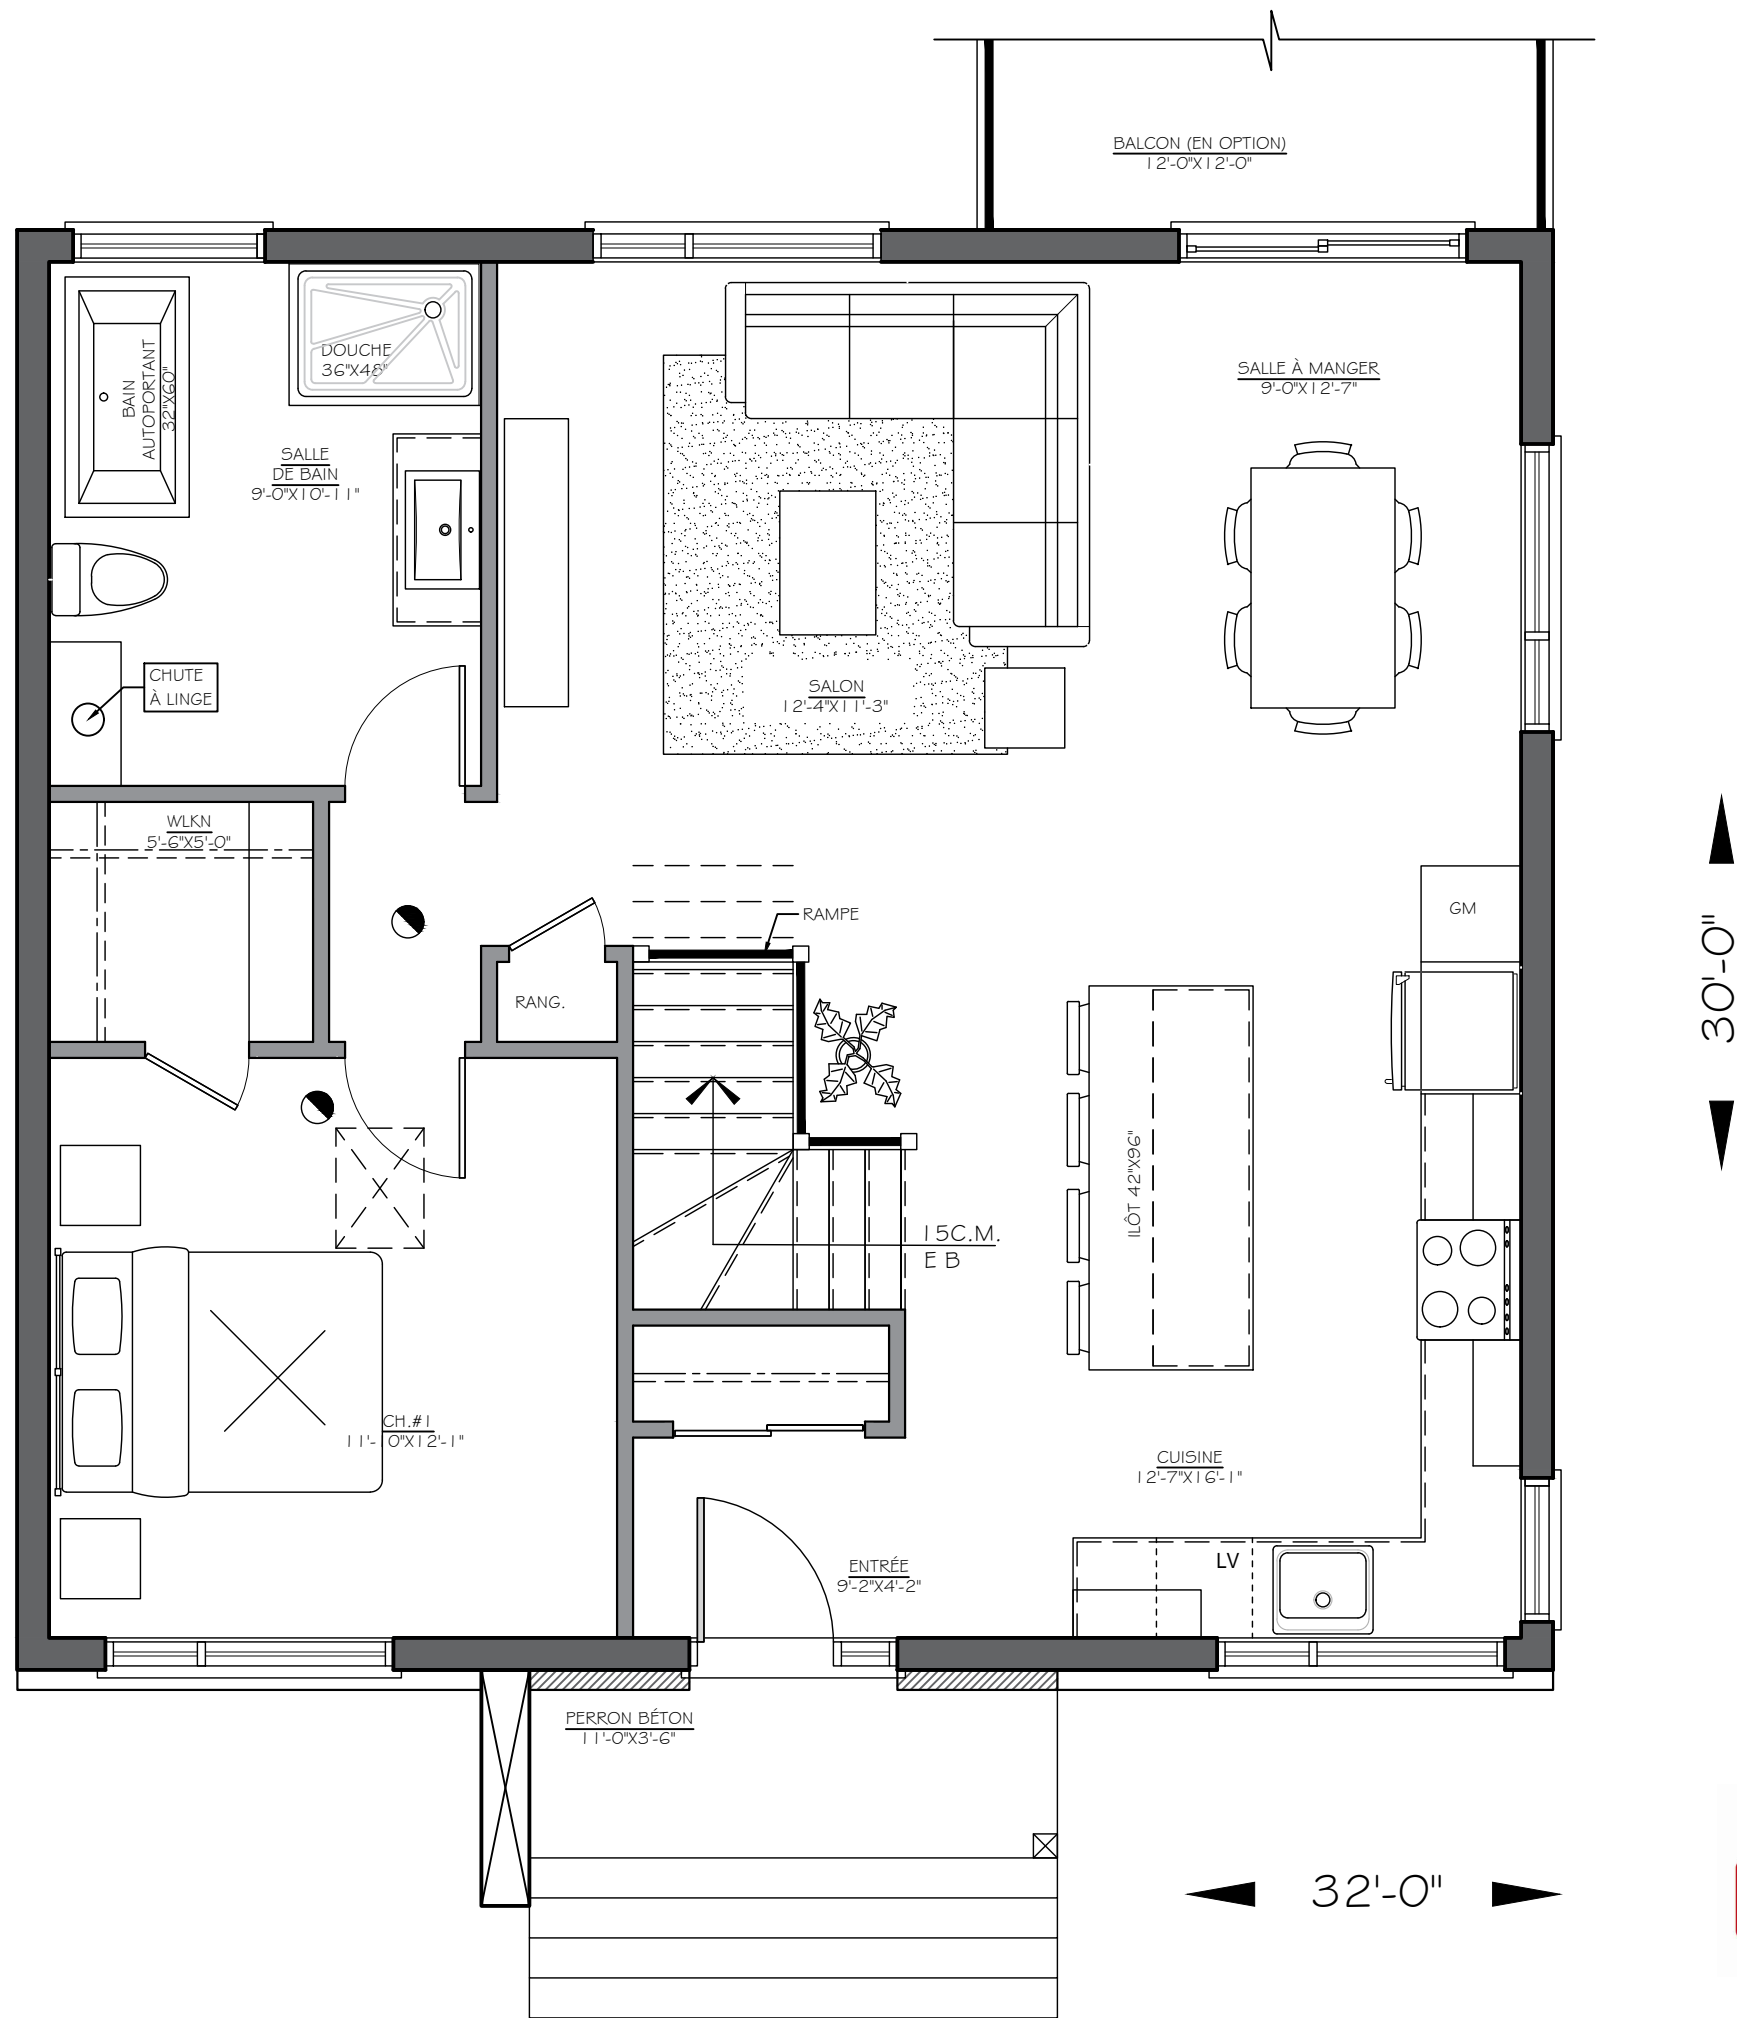 BALCON (EN OPTION)
12'-0"X12'-0"
DOUCHE
36"X48"
BAIN
AUTOPORTANT
32"X60"
SALLE À MANGER
9'-0"X12'-7"
SALLE
DE BAIN
9'-0"X10'-11"
CHUTE
À LINGE
SALON
12'-4"X11'-3"
WLKN
5'-6"X5'-0"
RAMPE
GM
RANG.
30'-0"
ILÔT 42"X96"
15C.M.
E B
CH.#1
11'-10"X12'-1"
CUISINE
12'-7"X16'-1"
LV
ENTRÉE
9'-2"X4'-2"
PERRON BÉTON
11'-0"X3'-6"
32'-0"